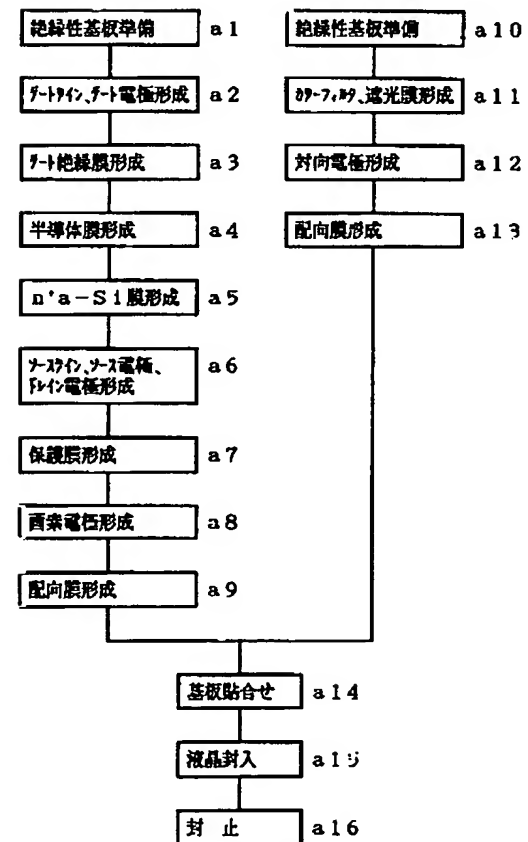 絶縁性基板準備 a1
ゲートライン、ゲート電極形成 a2
ゲート絶縁膜形成 a3
半導体膜形成 a4
n⁺a-Si膜形成 a5
ソースライン、ソース電極、
ドレイン電極形成 a6
保護膜形成 a7
画素電極形成 a8
配向膜形成 a9
絶縁性基板準備 a10
カラーフィルタ、遮光膜形成 a11
対向電極形成 a12
配向膜形成 a13
基板貼合せ a14
液晶封入 a15
封止 a16